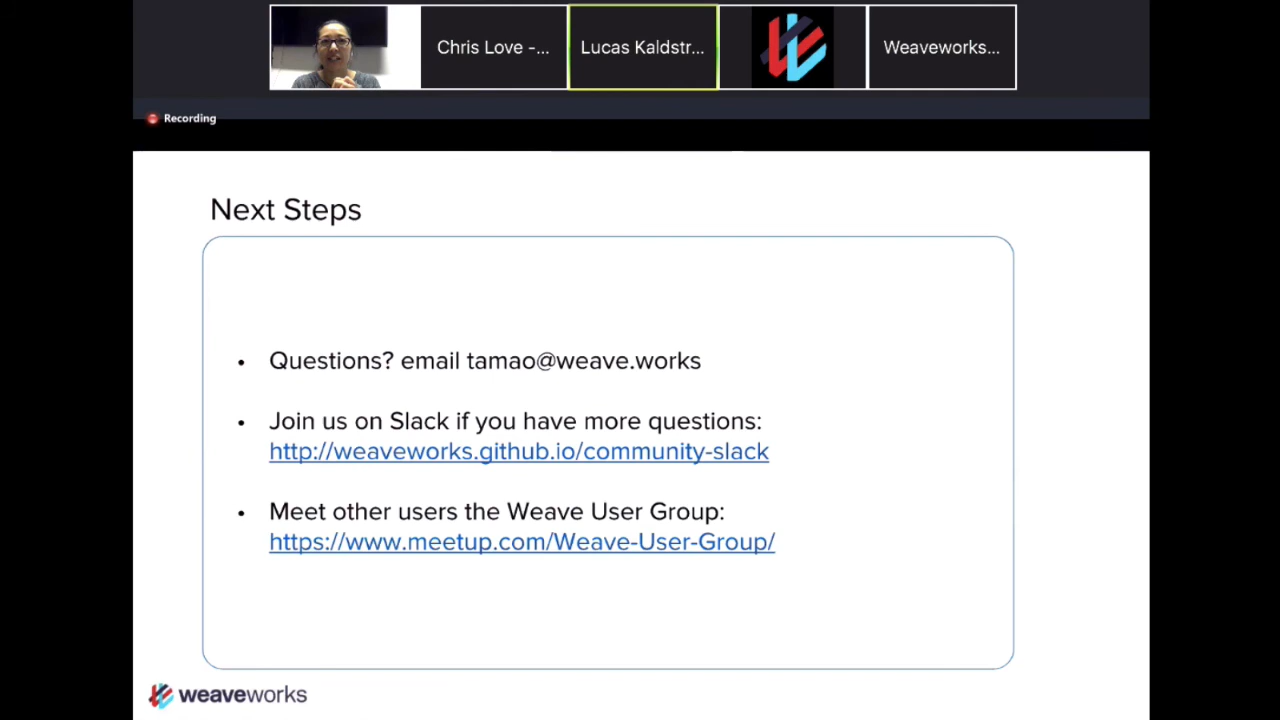 Chris Love -...
Lucas Kaldstr...
Weaveworks...
Recording
Next Steps
• Questions? email tamao@weave.works
• Join us on Slack if you have more questions:
http://weaveworks.github.io/community-slack
• Meet other users the Weave User Group:
https://www.meetup.com/Weave-User-Group/
weaveworks